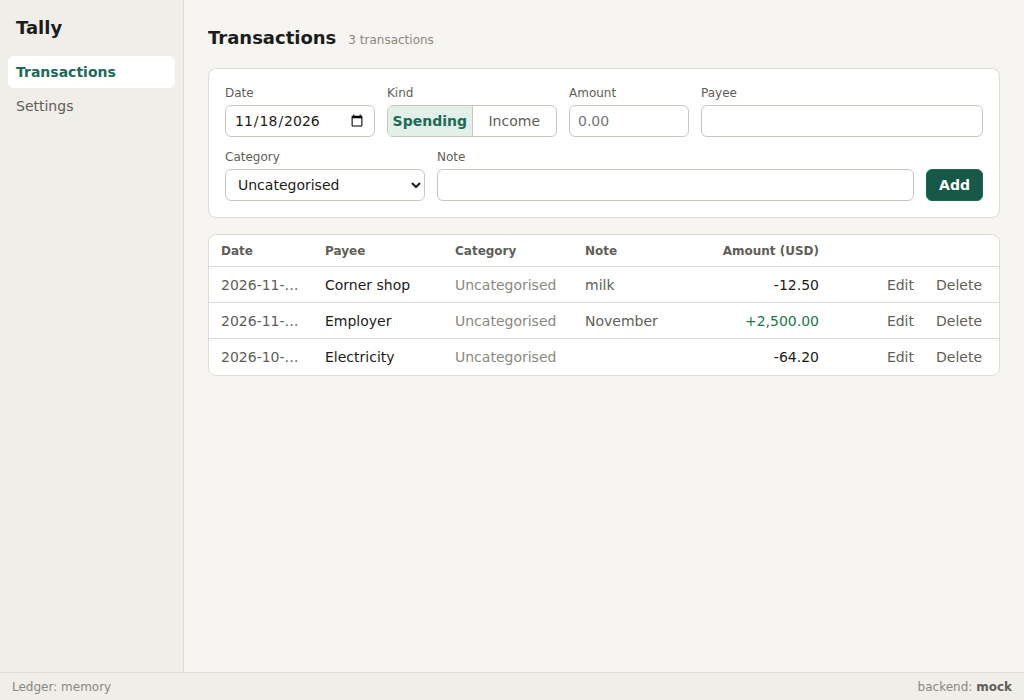 Tally
Transactions
Settings
Transactions 3 transactions
Date Kind Amount Payee
11/18/2026 Spending Income 0.00
Category Note
Uncategorised Add
Date Payee Category Note Amount (USD)
2026-11-… Corner shop Uncategorised milk -12.50 Edit Delete
2026-11-… Employer Uncategorised November +2,500.00 Edit Delete
2026-10-… Electricity Uncategorised -64.20 Edit Delete
Ledger: memory backend: mock